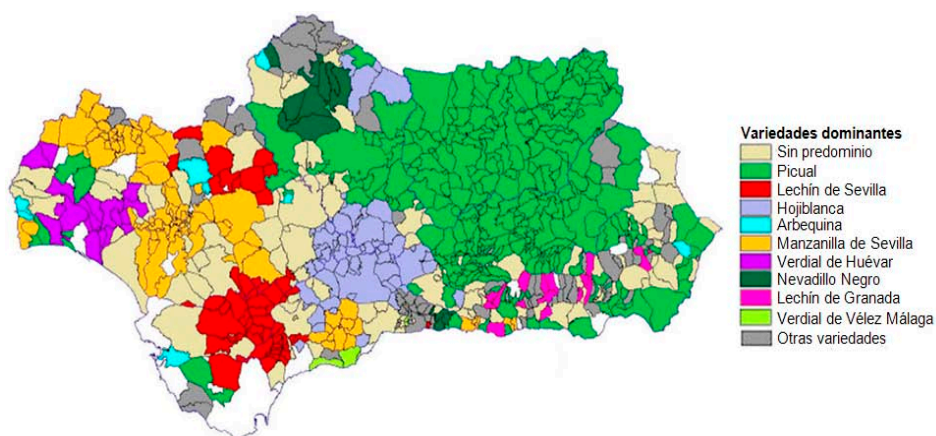 Variedades dominantes
Sin predominio
Picual
Lechín de Sevilla
Hojiblanca
Arbequina
Manzanilla de Sevilla
Verdial de Huévar
Nevadillo Negro
Lechín de Granada
Verdial de Vélez Málaga
Otras variedades